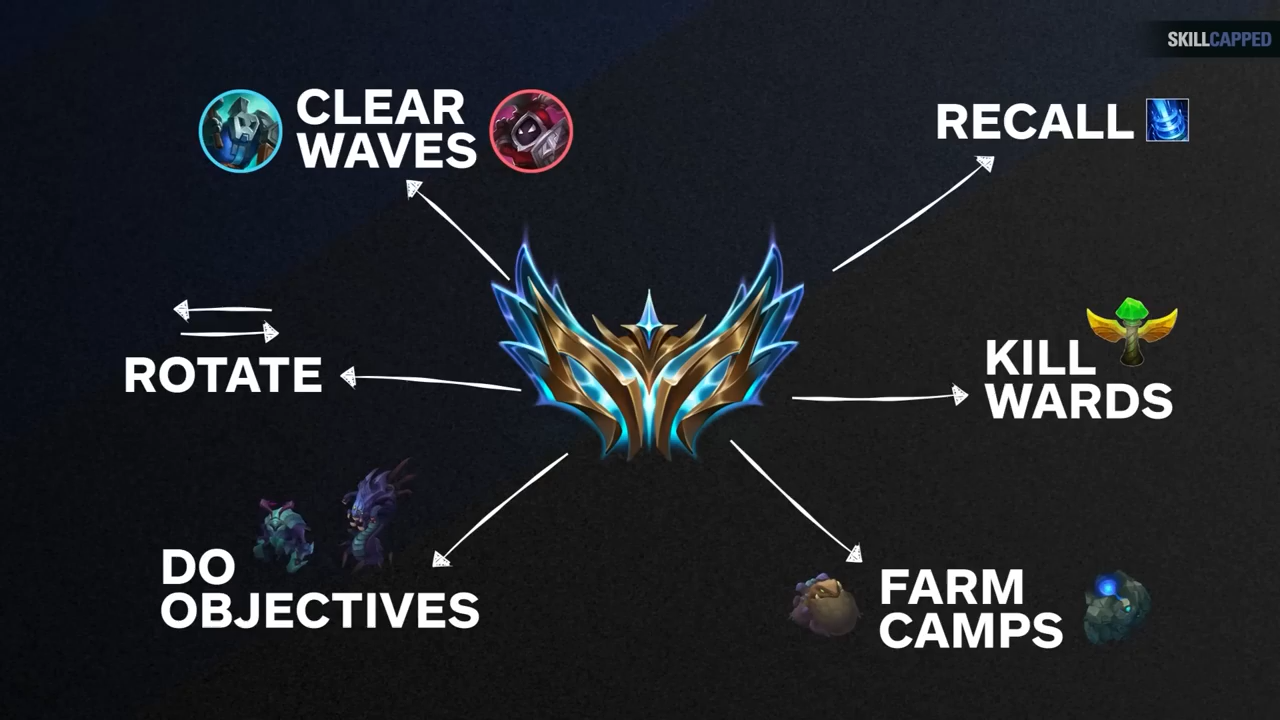 SKILLCAPPED
CLEAR
WAVES
RECALL
ROTATE
KILL
WARDS
DO
OBJECTIVES
FARM
CAMPS